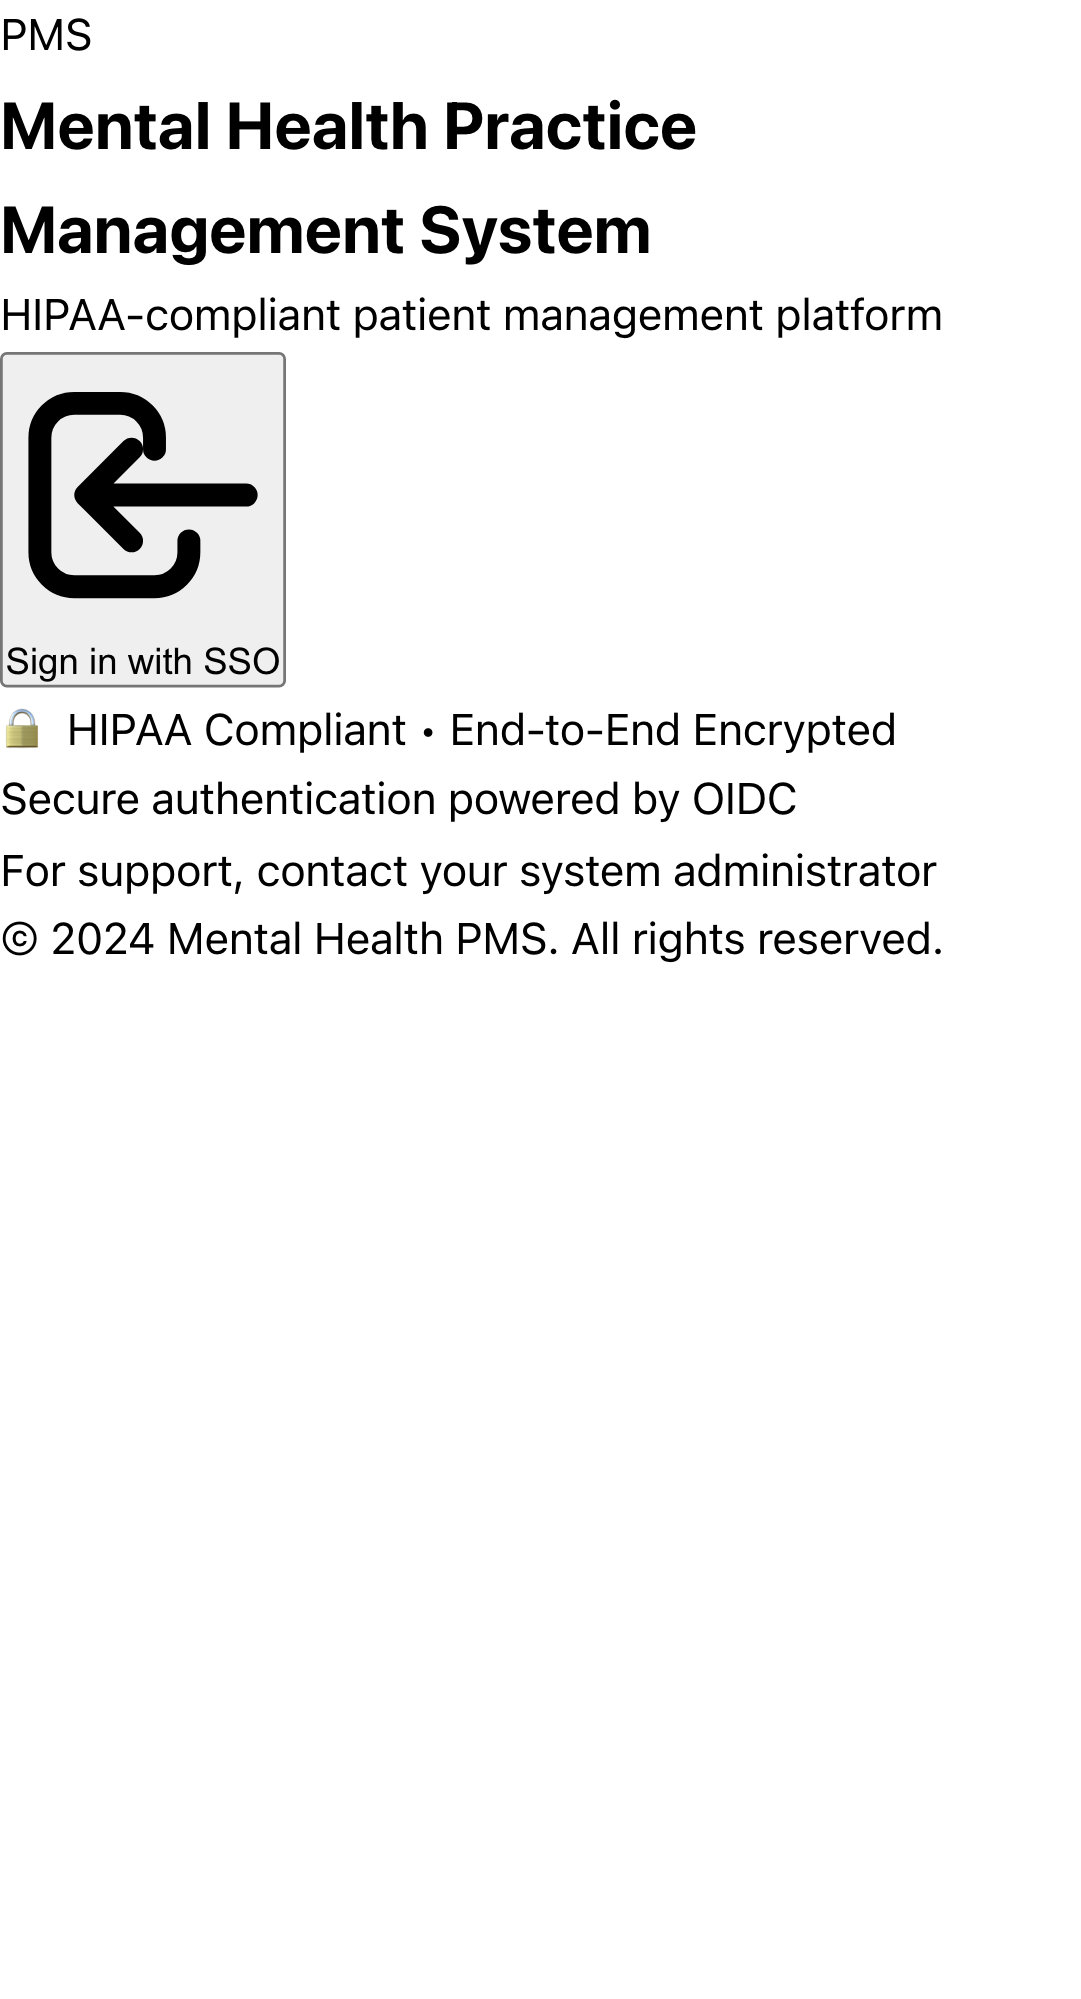 PMS
Mental Health Practice
Management System
HIPAA-compliant patient management platform
Sign in with SSO
🔒 HIPAA Compliant • End-to-End Encrypted
Secure authentication powered by OIDC
For support, contact your system administrator
© 2024 Mental Health PMS. All rights reserved.